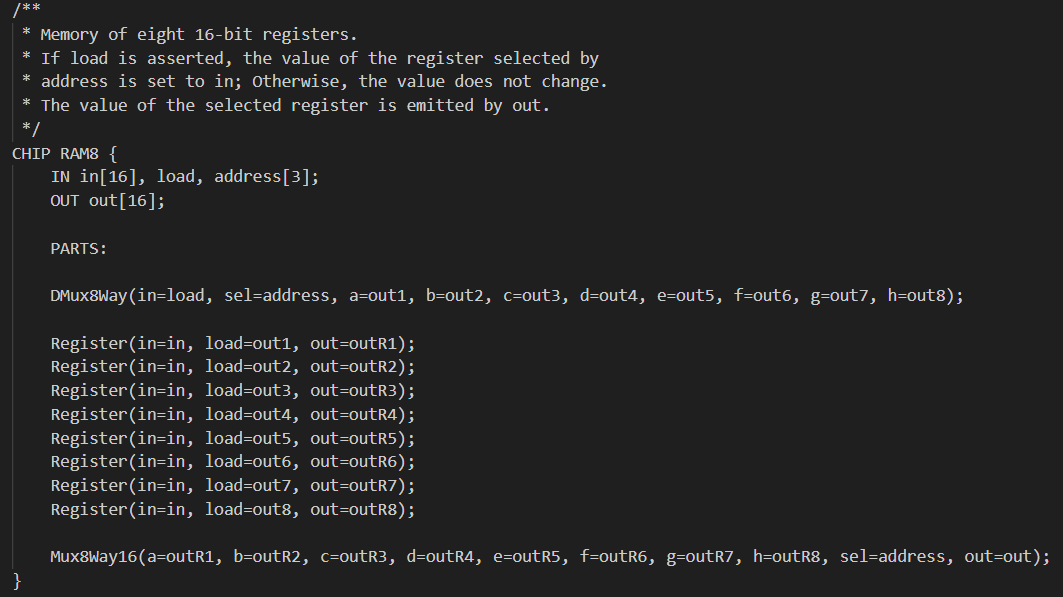 /**
 * Memory of eight 16-bit registers.
 * If load is asserted, the value of the register selected by
 * address is set to in; Otherwise, the value does not change.
 * The value of the selected register is emitted by out.
 */
CHIP RAM8 {
    IN in[16], load, address[3];
    OUT out[16];

    PARTS:

    DMux8Way(in=load, sel=address, a=out1, b=out2, c=out3, d=out4, e=out5, f=out6, g=out7, h=out8);

    Register(in=in, load=out1, out=outR1);
    Register(in=in, load=out2, out=outR2);
    Register(in=in, load=out3, out=outR3);
    Register(in=in, load=out4, out=outR4);
    Register(in=in, load=out5, out=outR5);
    Register(in=in, load=out6, out=outR6);
    Register(in=in, load=out7, out=outR7);
    Register(in=in, load=out8, out=outR8);

    Mux8Way16(a=outR1, b=outR2, c=outR3, d=outR4, e=outR5, f=outR6, g=outR7, h=outR8, sel=address, out=out);
}